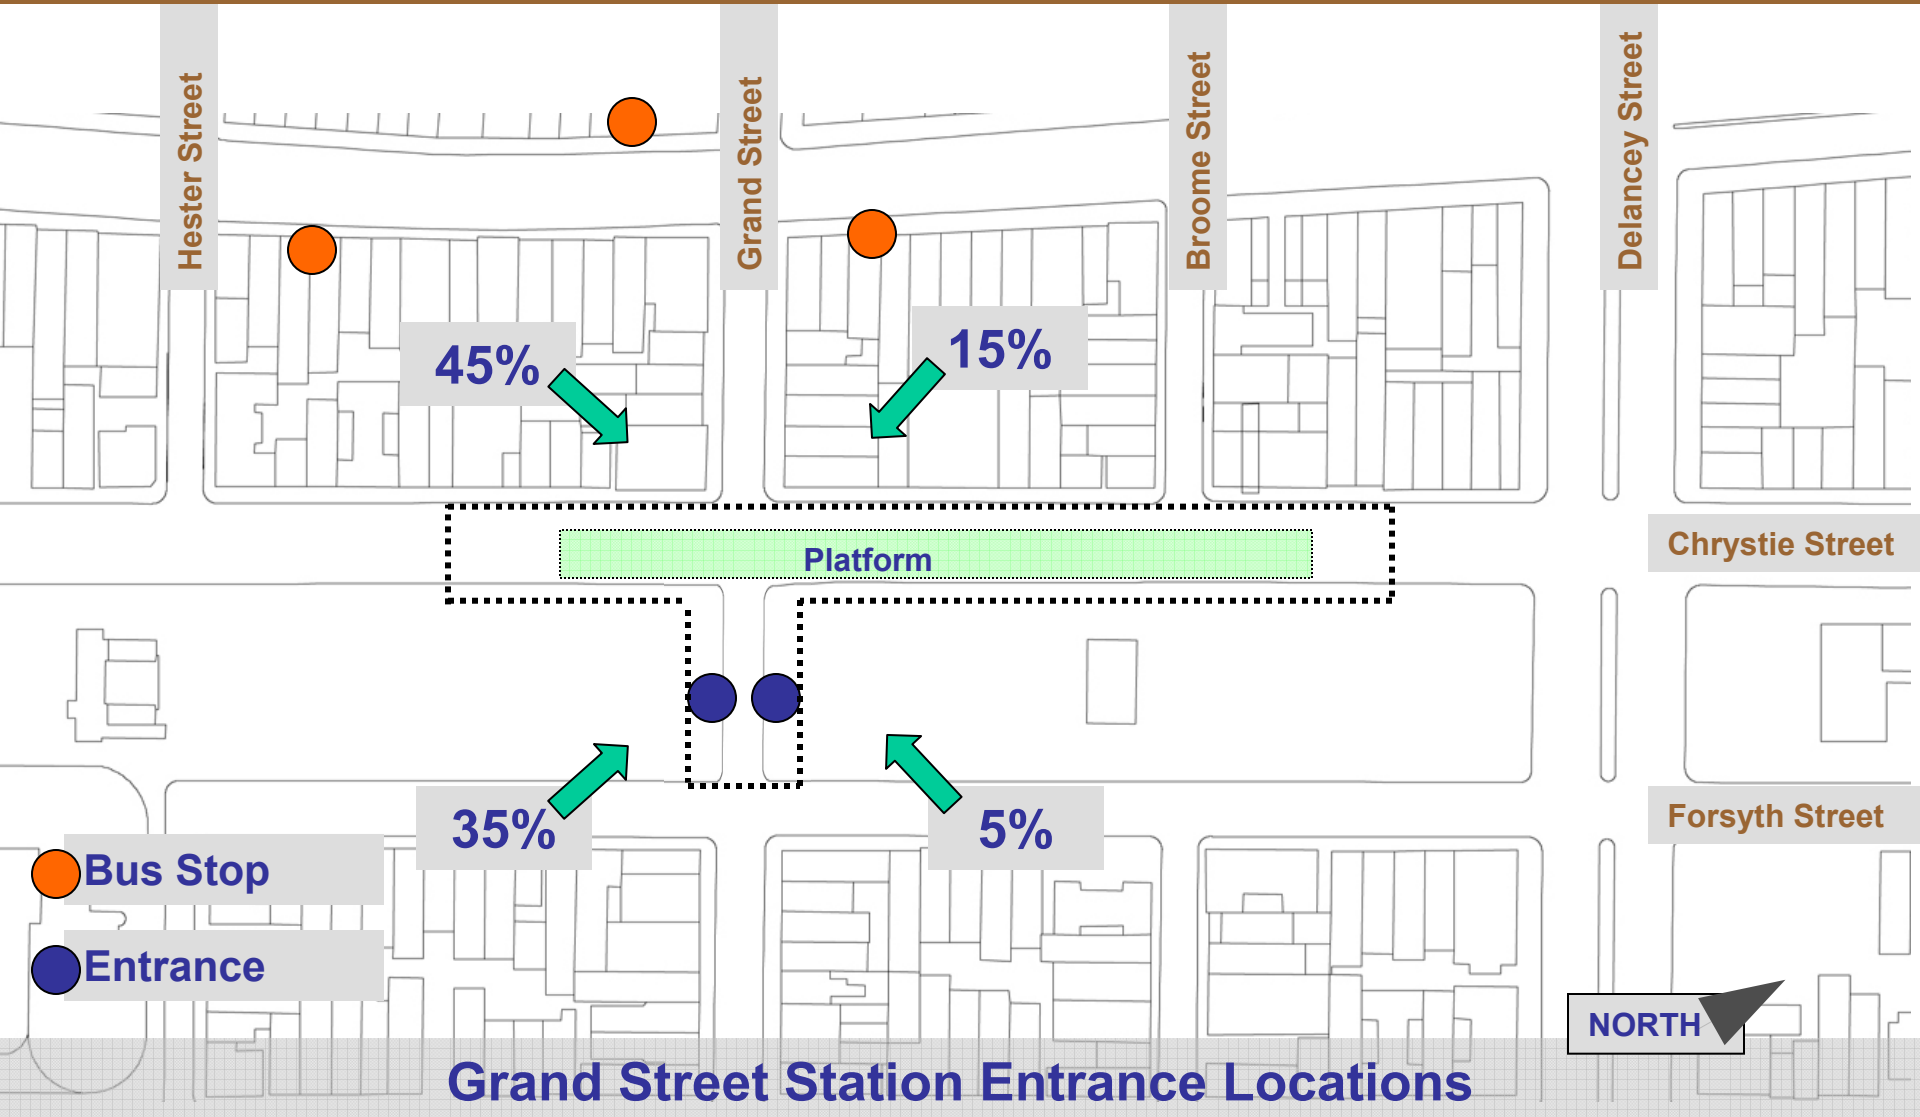 Hester Street
Grand Street
Broome Street
Delancey Street
45%
15%
Platform
Chrystie Street
35%
5%
Forsyth Street
Bus Stop
Entrance
NORTH
Grand Street Station Entrance Locations